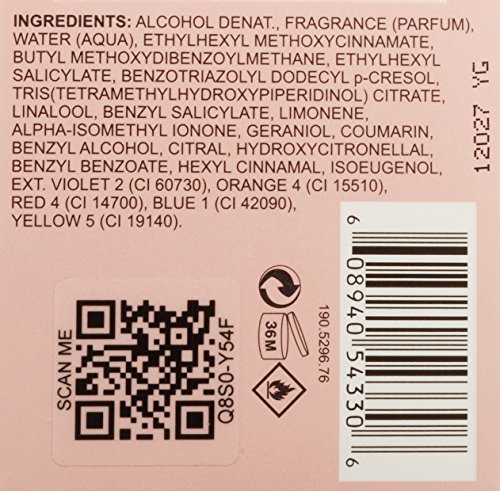 INGREDIENTS: ALCOHOL DENAT., FRAGRANCE (PARFUM),
WATER (AQUA), ETHYLHEXYL METHOXYCINNAMATE,
BUTYL METHOXYDIBENZOYLMETHANE, ETHYLHEXYL
SALICYLATE, BENZOTRIAZOLYL DODECYL p-CRESOL,
TRIS(TETRAMETHYLHYDROXYPIPERIDINOL) CITRATE,
LINALOOL, BENZYL SALICYLATE, LIMONENE,
ALPHA-ISOMETHYL IONONE, GERANIOL, COUMARIN,
BENZYL ALCOHOL, CITRAL, HYDROXYCITRONELLAL,
BENZYL BENZOATE, HEXYL CINNAMAL, ISOEUGENOL,
EXT. VIOLET 2 (CI 60730), ORANGE 4 (CI 15510),
RED 4 (CI 14700), BLUE 1 (CI 42090),
YELLOW 5 (CI 19140).
12027 YG
SCAN ME
Q8S0-Y54F
36M
190.5296.76
6 08940 54330 6